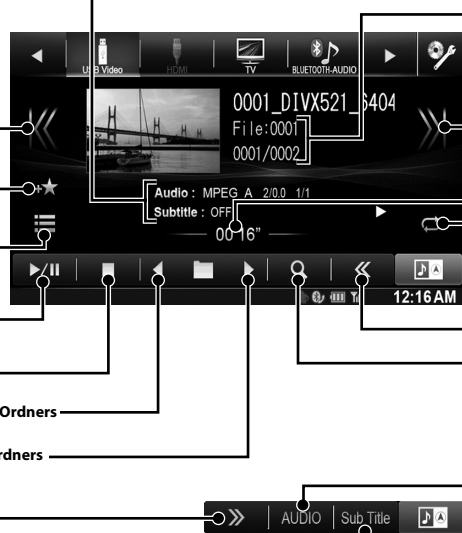 USB Video HDMI TV BLUETOOTH-AUDIO
0001_DIVX521_6404
File:0001
0001/0002
Audio : MPEG A 2/0.0 1/1
Subtitle : OFF
00'16"
12:16 AM
Ordners
rdners
AUDIO Sub Title